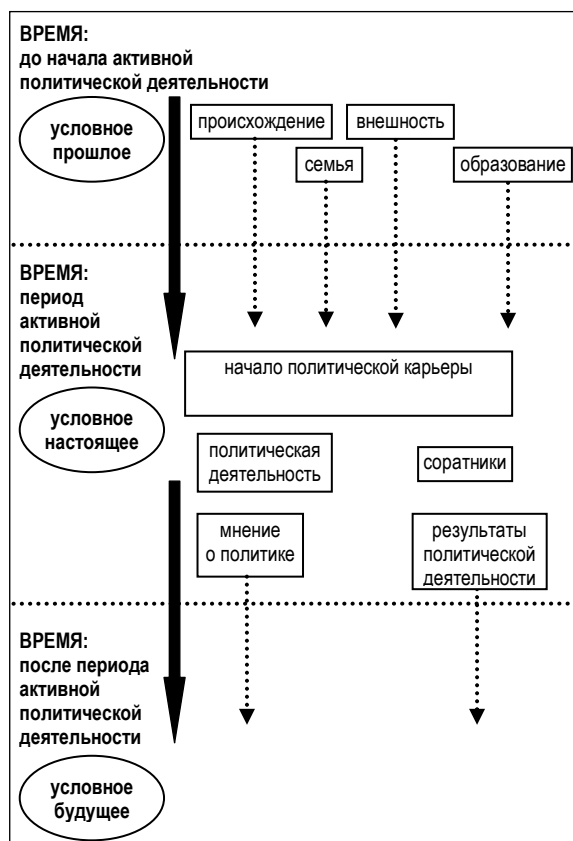 ВРЕМЯ:
до начала активной
политической деятельности
условное
прошлое
происхождение
внешность
семья
образование
ВРЕМЯ:
период
активной
политической
деятельности
начало политической карьеры
условное
настоящее
политическая
деятельность
соратники
мнение
о политике
результаты
политической
деятельности
ВРЕМЯ:
после периода
активной
политической
деятельности
условное
будущее